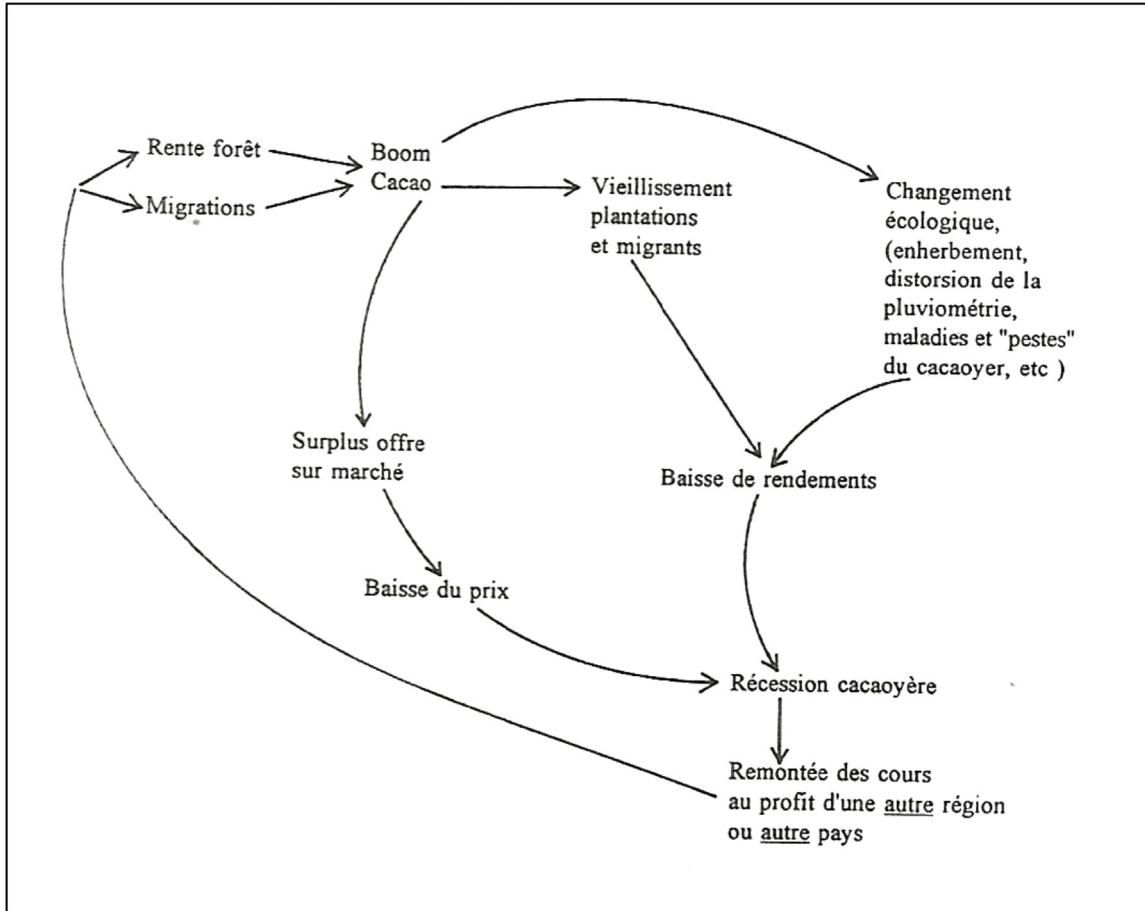 Rente forêt
Migrations
Boom
Cacao
Vieillissement
plantations
et migrants
Changement
écologique,
(enherbement,
distorsion de la
pluviométrie,
maladies et "pestes"
du cacaoyer, etc )
Surplus offre
sur marché
Baisse de rendements
Baisse du prix
Récession cacaoyère
Remontée des cours
au profit d'une autre région
ou autre pays